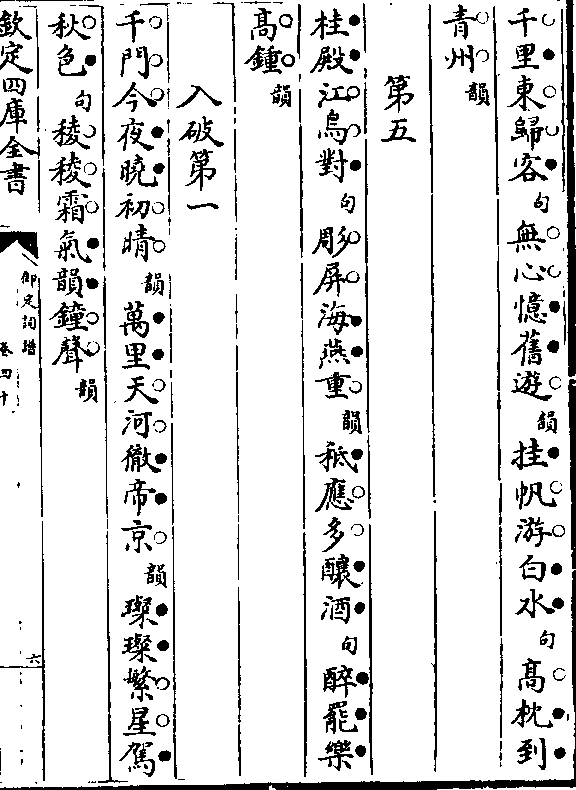 千里東歸客句無心憶舊遊韻挂帆游白水句髙枕到
青州韻
第五
桂殿江烏對句彫屏海燕重韻秪應多釀酒句醉罷樂
髙鍾韻
入破第一
千門今夜曉初晴韻萬里天河徹帝京韻璨璨繁星駕
秋色句稜稜霜氣韻鐘聲韻
欽定四庫全書
御定詞譜
卷四十
六